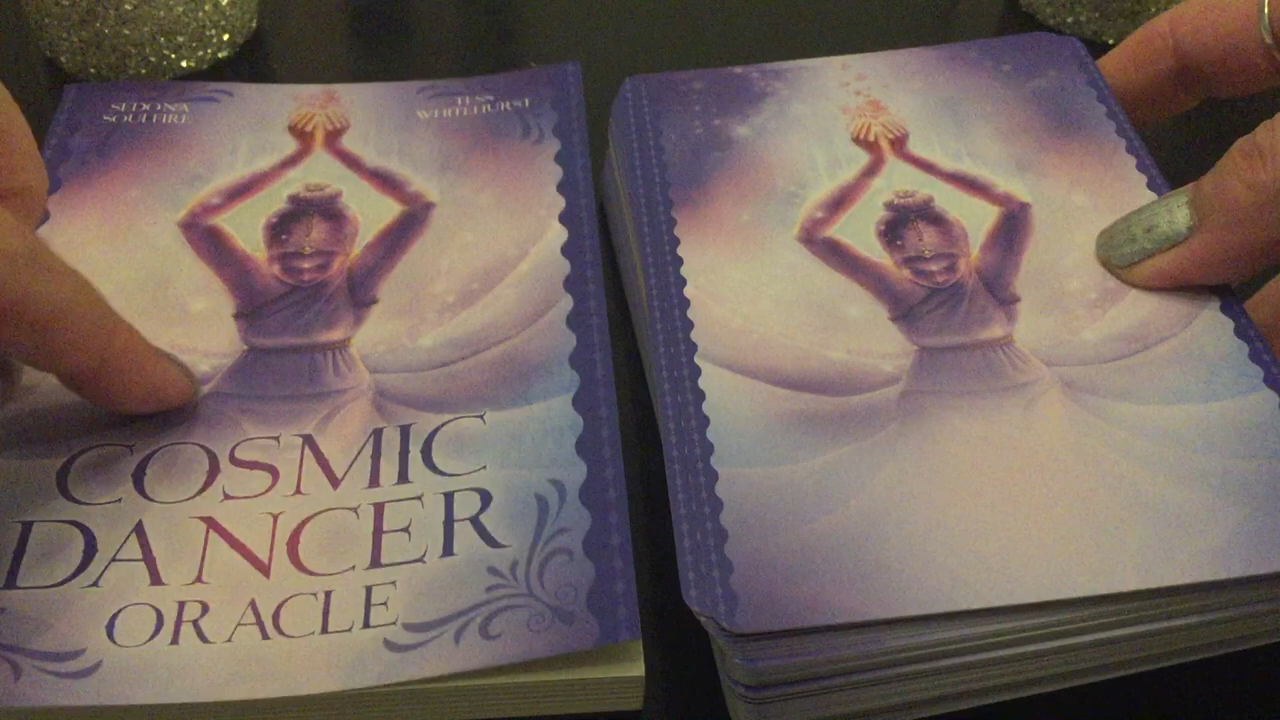 SEDONA
SOULFIRE
TESS
WHITEHURST
COSMIC
DANCER
ORACLE